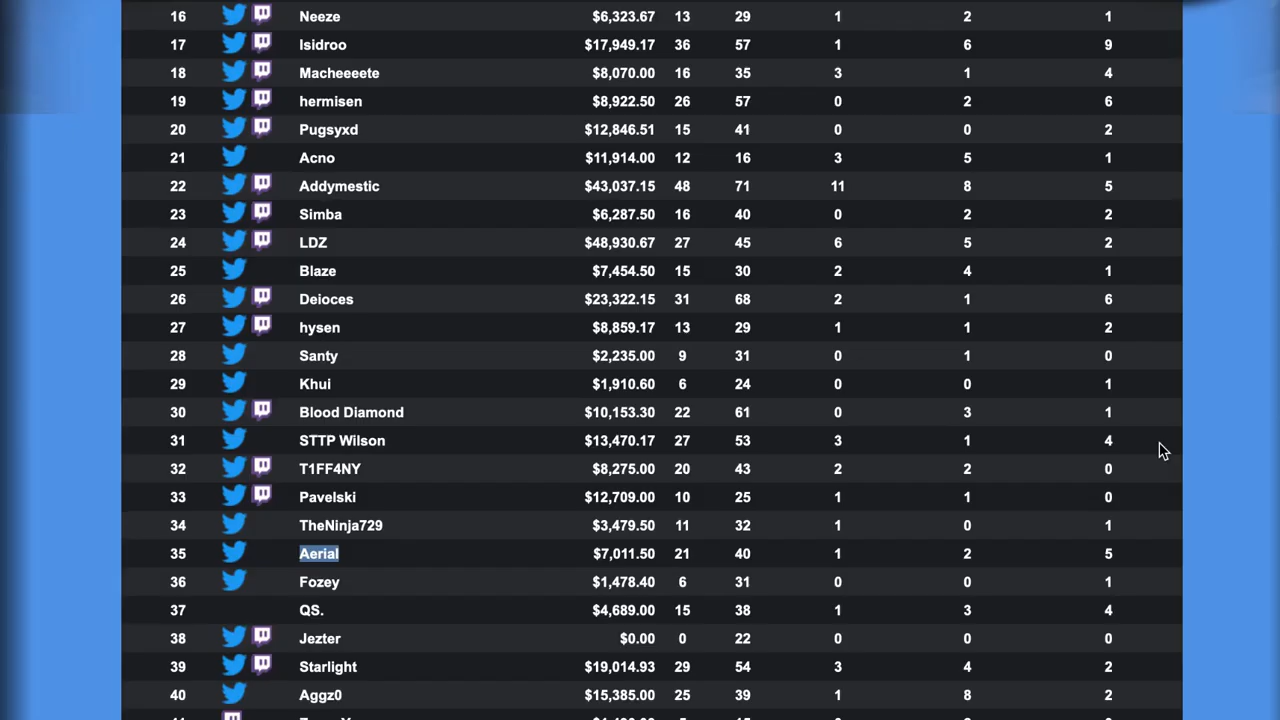 16 Neeze $6,323.67 13 29 1 2 1
17 Isidroo $17,949.17 36 57 1 6 9
18 Macheeeete $8,070.00 16 35 3 1 4
19 hermisen $8,922.50 26 57 0 2 6
20 Pugsyxd $12,846.51 15 41 0 0 2
21 Acno $11,914.00 12 16 3 5 1
22 Addymestic $43,037.15 48 71 11 8 5
23 Simba $6,287.50 16 40 0 2 2
24 LDZ $48,930.67 27 45 6 5 2
25 Blaze $7,454.50 15 30 2 4 1
26 Deioces $23,322.15 31 68 2 1 6
27 hysen $8,859.17 13 29 1 1 2
28 Santy $2,235.00 9 31 0 1 0
29 Khui $1,910.60 6 24 0 0 1
30 Blood Diamond $10,153.30 22 61 0 3 1
31 STTP Wilson $13,470.17 27 53 3 1 4
32 T1FF4NY $8,275.00 20 43 2 2 0
33 Pavelski $12,709.00 10 25 1 1 0
34 TheNinja729 $3,479.50 11 32 1 0 1
35 Aerial $7,011.50 21 40 1 2 5
36 Fozey $1,478.40 6 31 0 0 1
37 QS. $4,689.00 15 38 1 3 4
38 Jezter $0.00 0 22 0 0 0
39 Starlight $19,014.93 29 54 3 4 2
40 Aggz0 $15,385.00 25 39 1 8 2